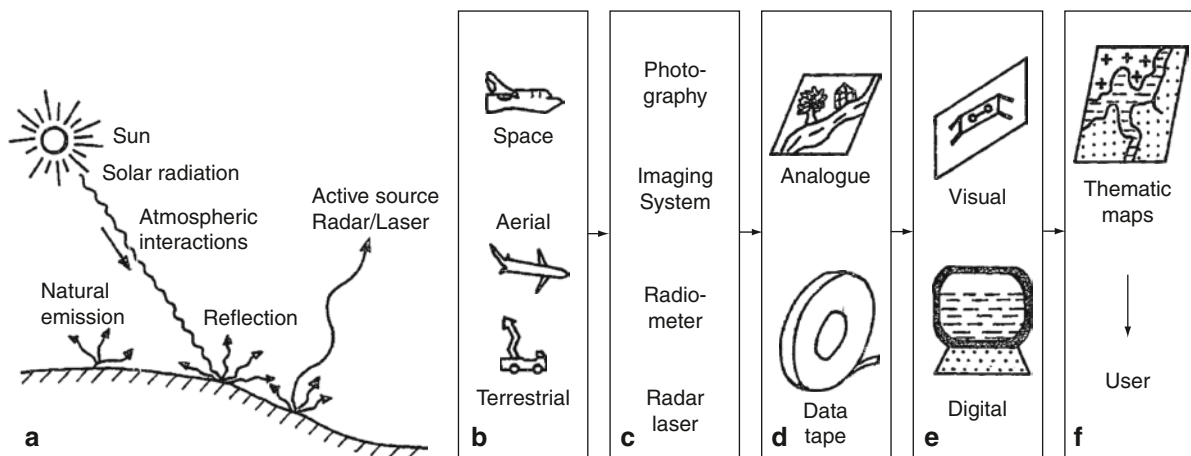 Sun
Solar radiation
Atmospheric
interactions
Active source
Radar/Laser
Natural
emission
Reflection
a
Space
Aerial
Terrestrial
b
Photo-
graphy
Imaging
System
Radio-
meter
Radar
laser
c
Analogue
Data
tape
d
Visual
Digital
e
Thematic
maps
User
f